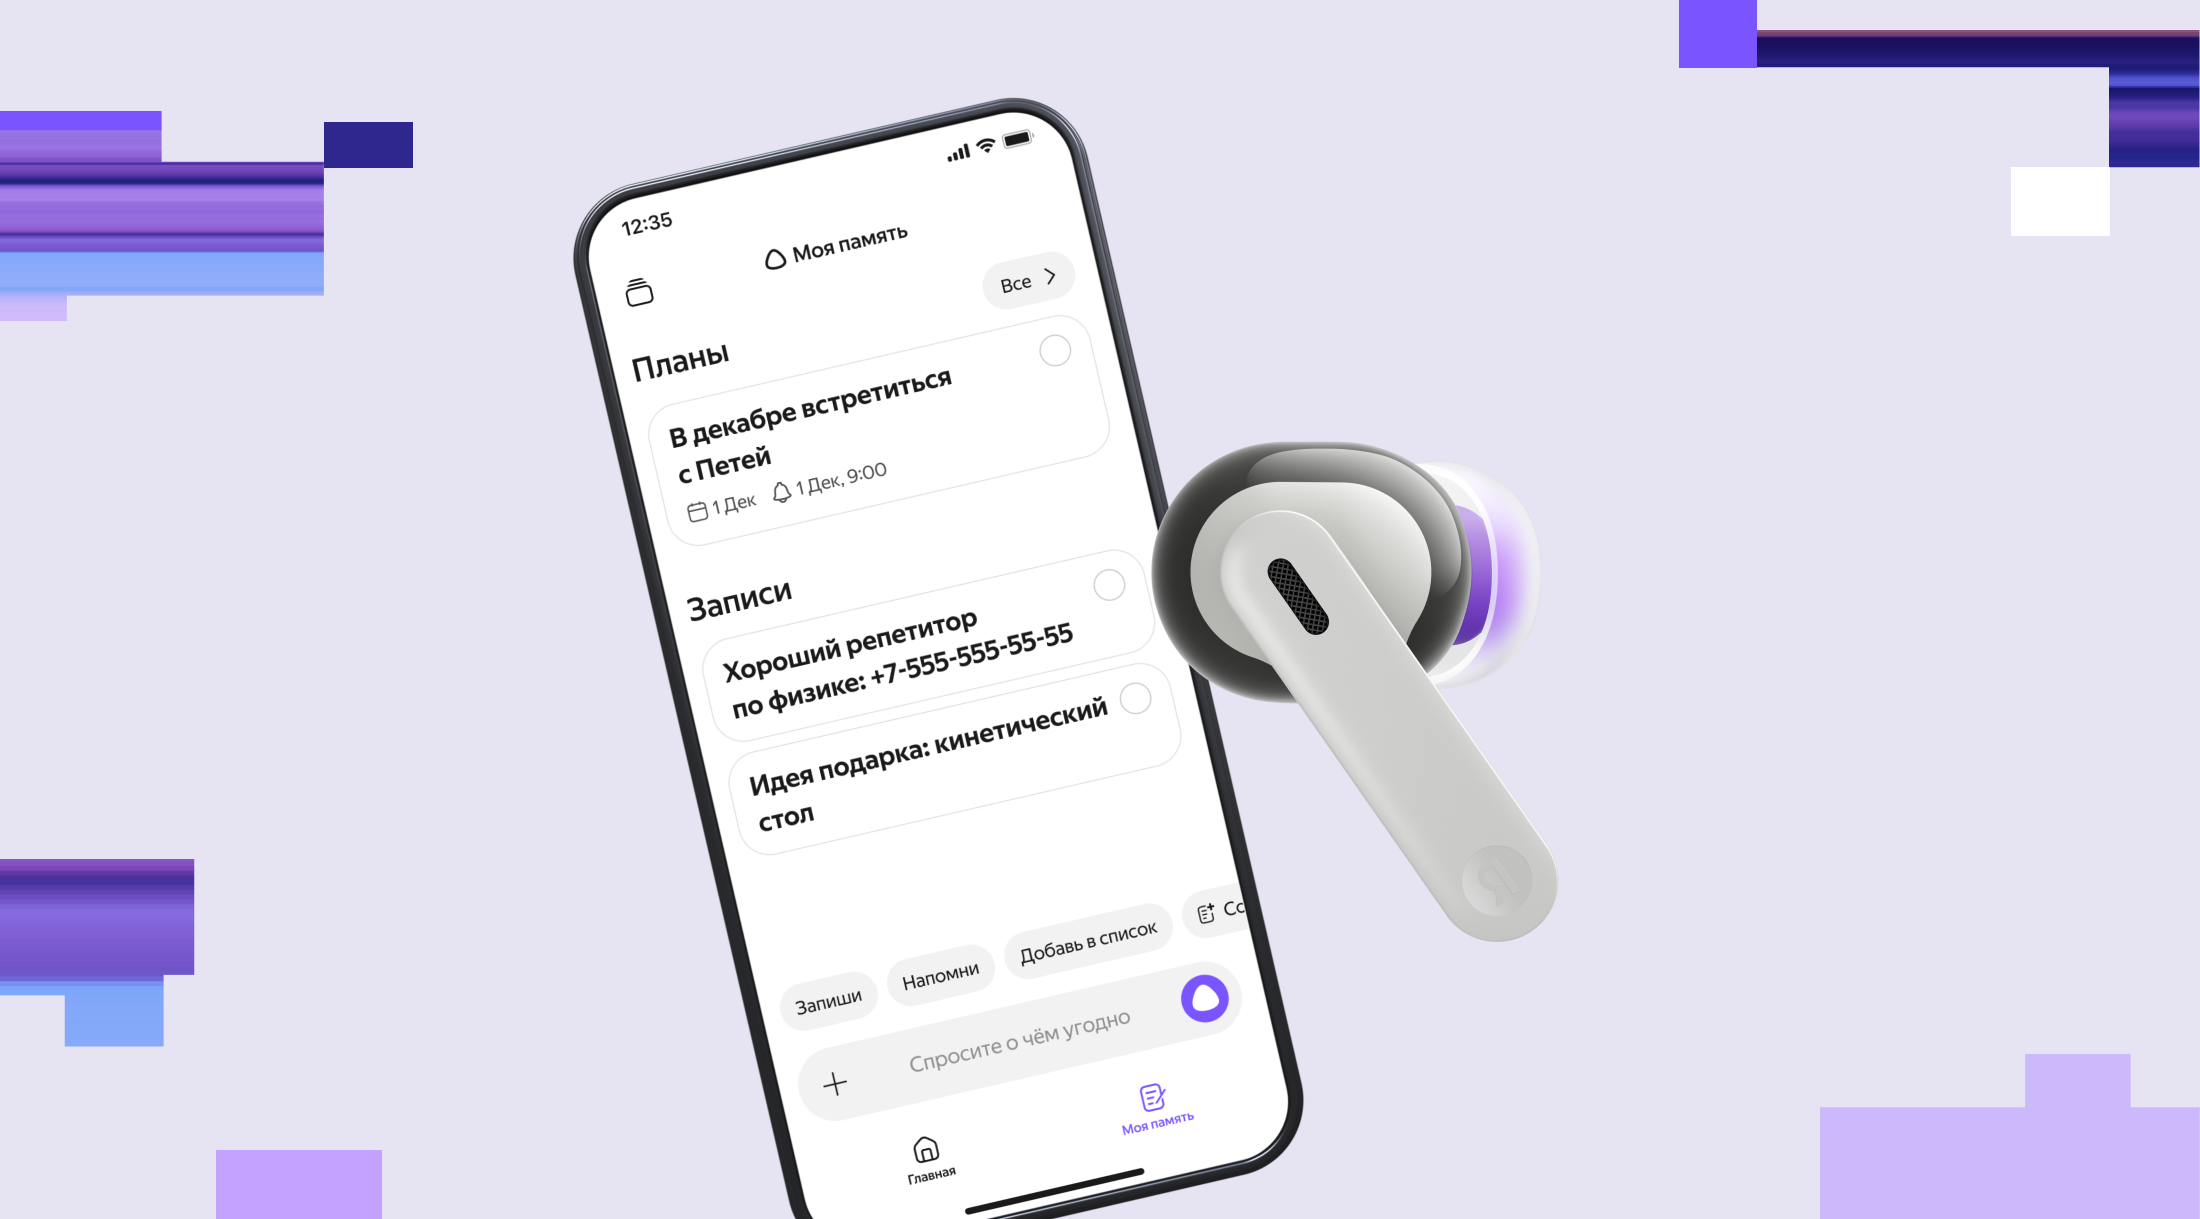 12:35
Моя память
Все
Планы
В декабре встретиться
с Петей
1 Дек 1 Дек, 9:00
Записи
Хороший репетитор
по физике: +7-555-555-55-55
Идея подарка: кинетический
стол
Запиши Напомни Добавь в список
Спросите о чём угодно
Главная Моя память